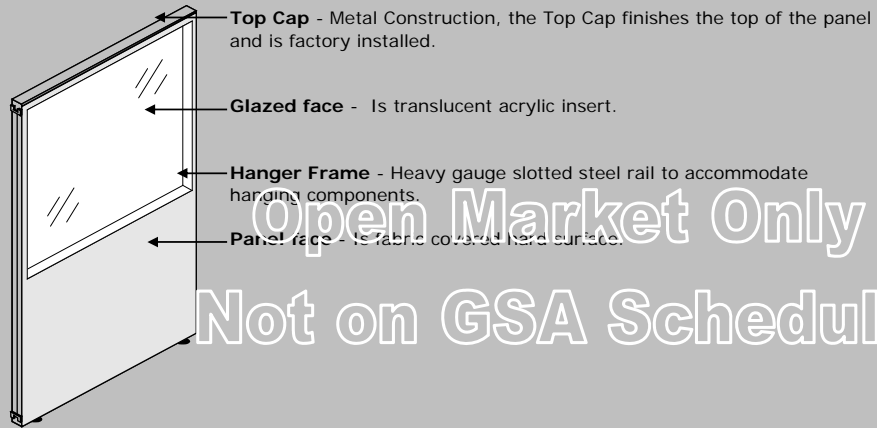 Top Cap - Metal Construction, the Top Cap finishes the top of the panel
and is factory installed.
Glazed face - Is translucent acrylic insert.
Hanger Frame - Heavy gauge slotted steel rail to accommodate
hanging components.
Open Market Only
Panel face - Is fabric covered hard surface.
Not on GSA Schedul